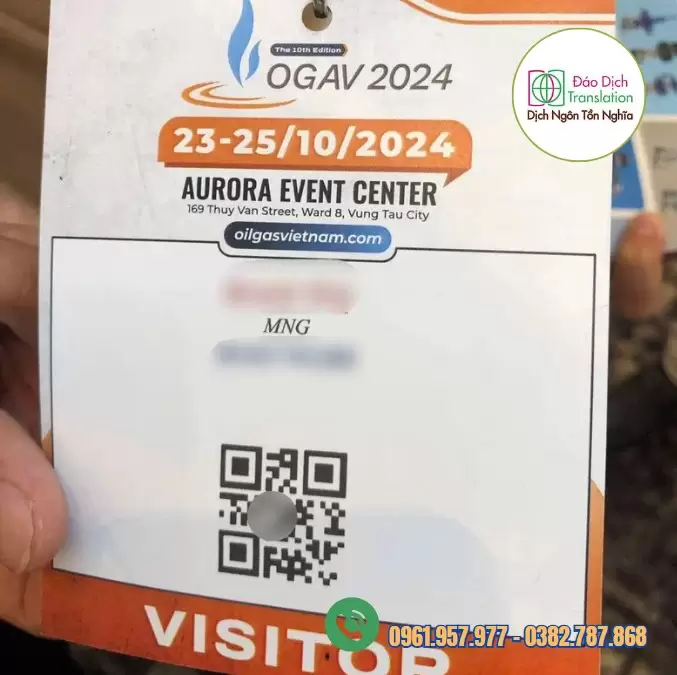 The 10th Edition
OGAV 2024
Đáo Dịch
Translation
Dịch Ngôn Tồn Nghĩa
23-25/10/2024
AURORA EVENT CENTER
169 Thuy Van Street, Ward 8, Vung Tau City
oilgasvietnam.com
MNG
VISITOR
0961.957.977 - 0382.787.868